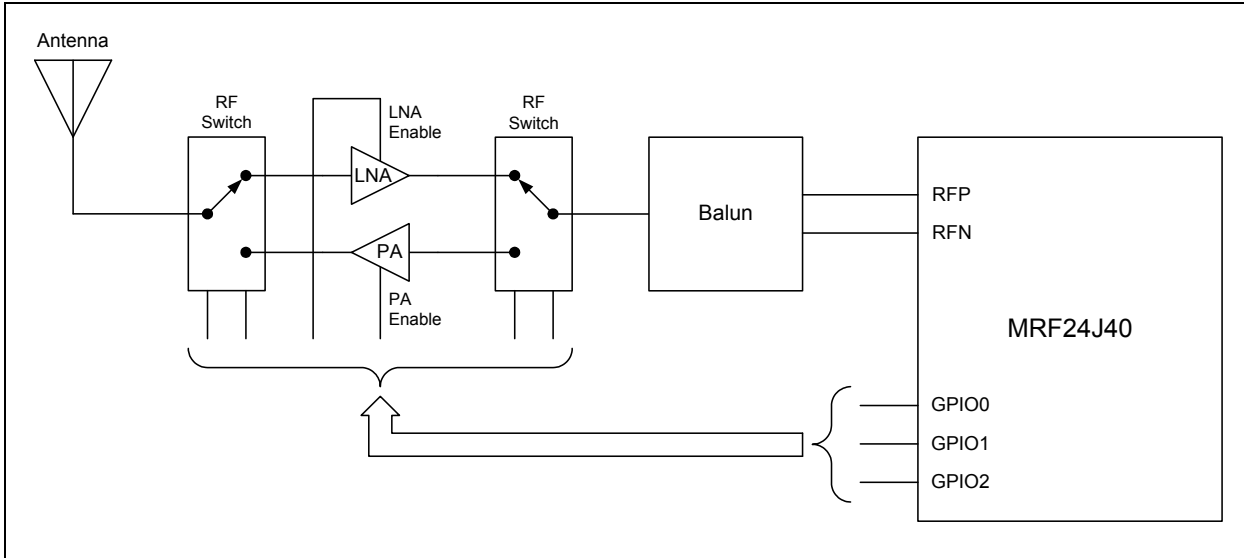 Antenna
RF
Switch
LNA
Enable
RF
Switch
LNA
PA
PA
Enable
Balun
RFP
RFN
MRF24J40
GPIO0
GPIO1
GPIO2